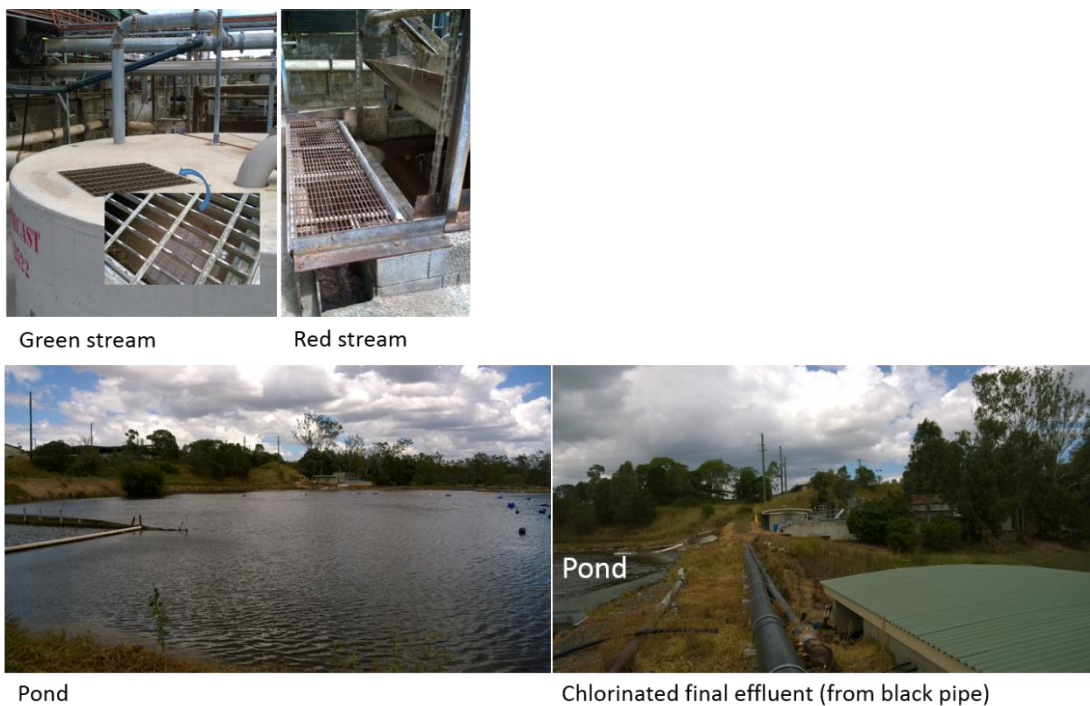 Green stream
Red stream
Pond
Pond
Chlorinated final effluent (from black pipe)